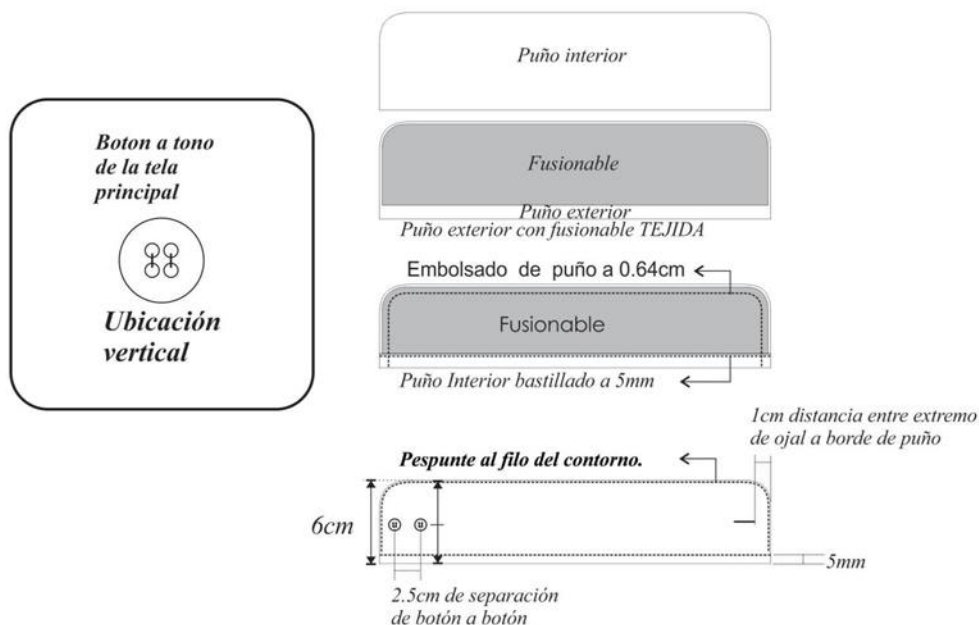 Puño interior
Boton a tono
de la tela
principal
Ubicación
vertical
Fusionable
Puño exterior
Puño exterior con fusionable TEJIDA
Embolsado de puño a 0.64cm
Fusionable
Puño Interior bastillado a 5mm
1cm distancia entre extremo
de ojal a borde de puño
Pespunte al filo del contorno.
6cm
5mm
2.5cm de separación
de botón a botón